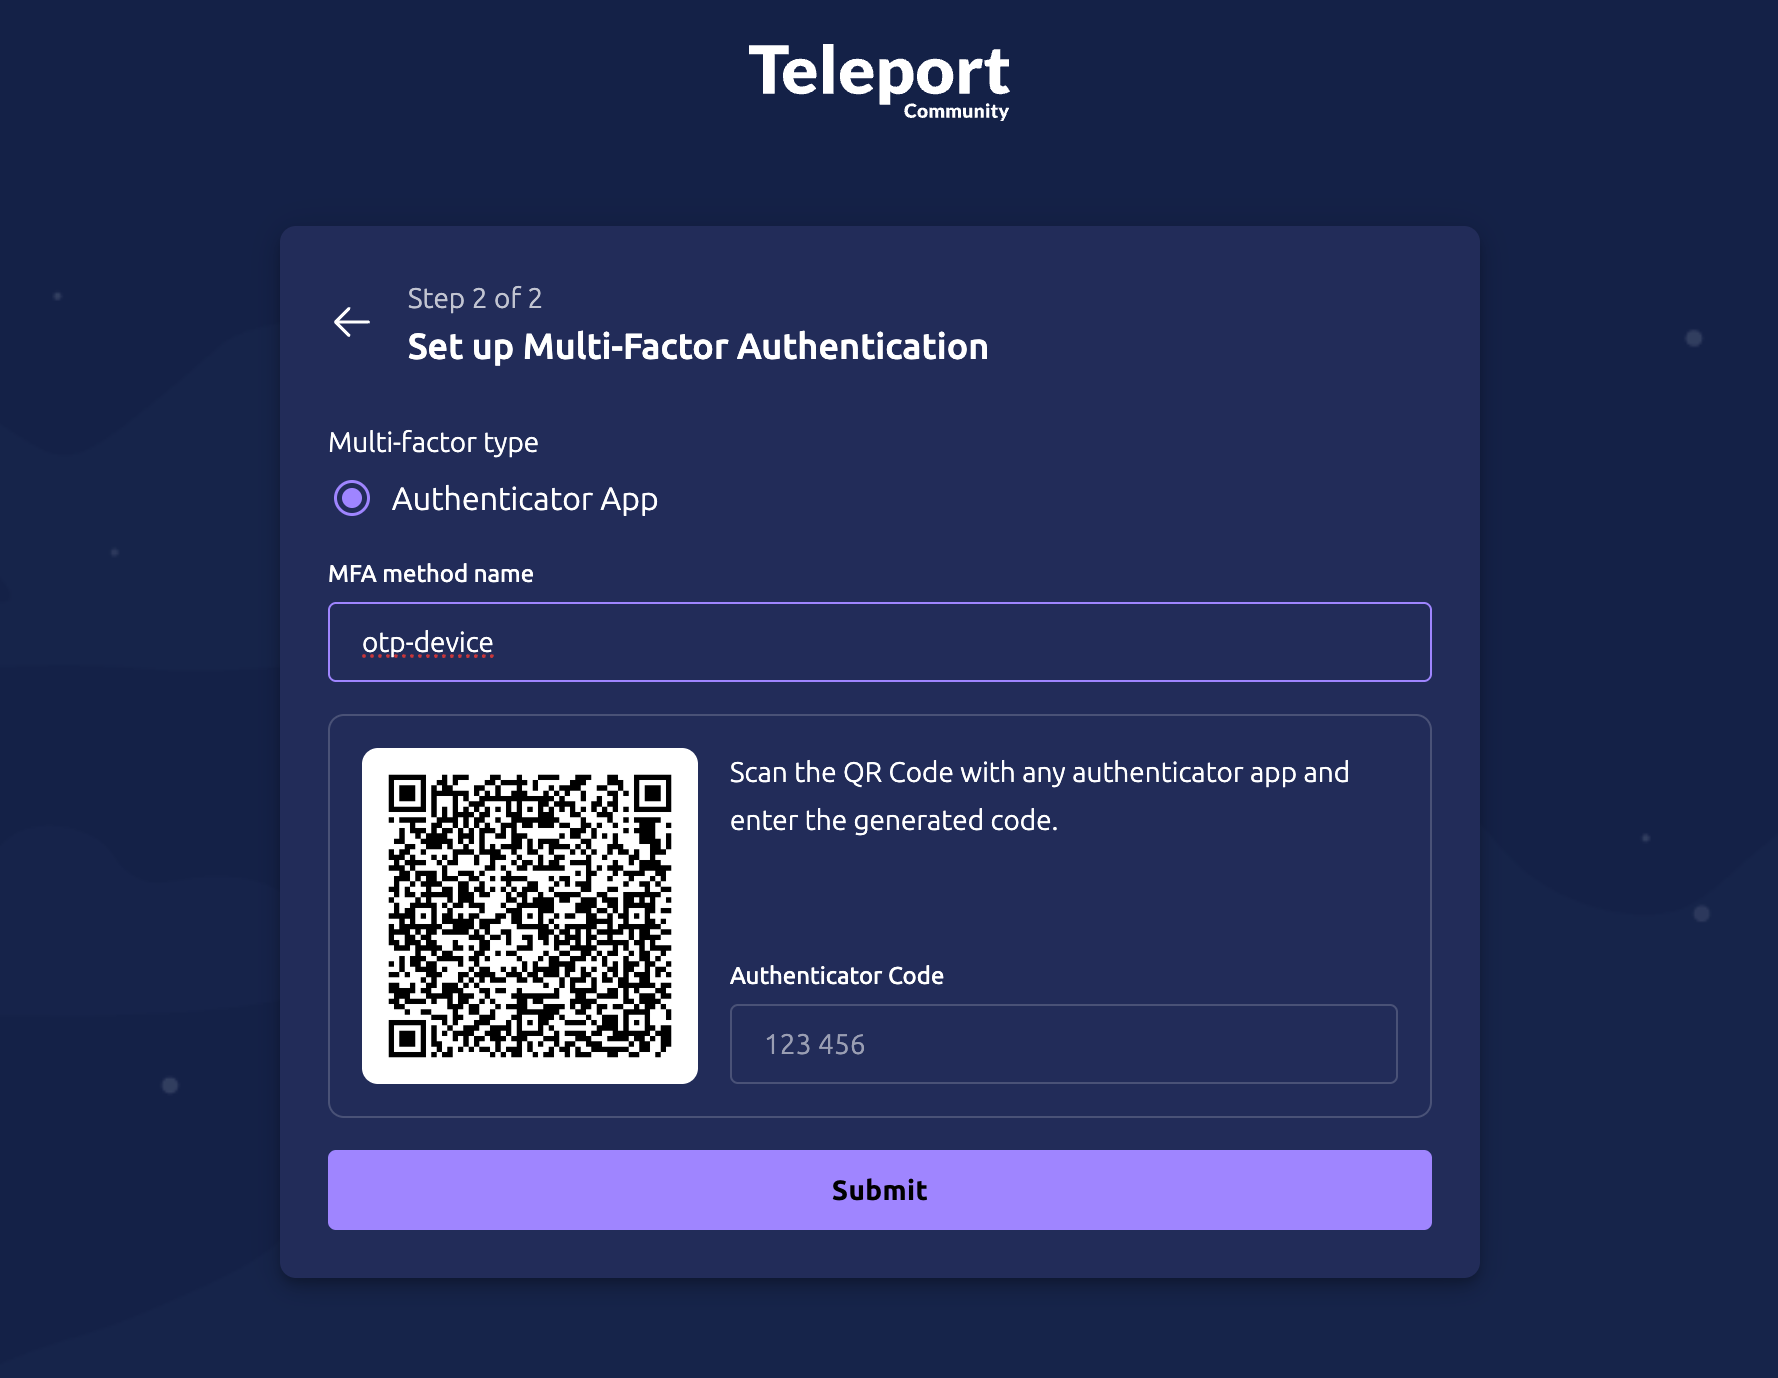 Teleport
Community
Step 2 of 2
Set up Multi-Factor Authentication
Multi-factor type
Authenticator App
MFA method name
otp-device
Scan the QR Code with any authenticator app and
enter the generated code.
Authenticator Code
123 456
Submit